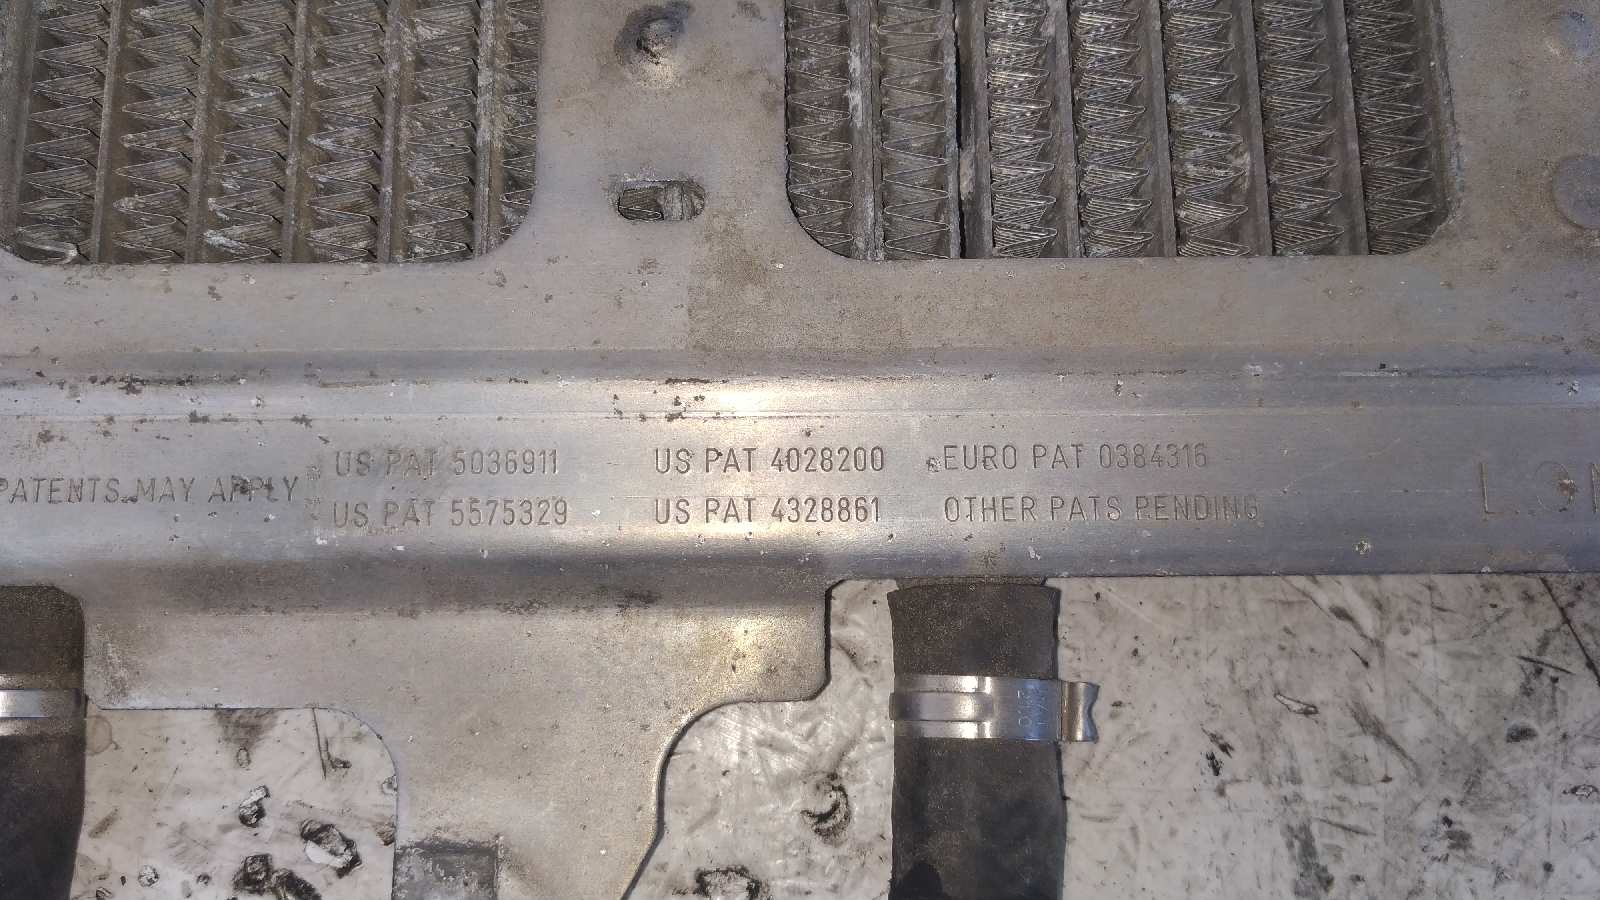 PATENTS MAY APPLY
US PAT 5036911
US PAT 5575329
US PAT 4028200
US PAT 4328861
EURO PAT 0384316
OTHER PATS PENDING